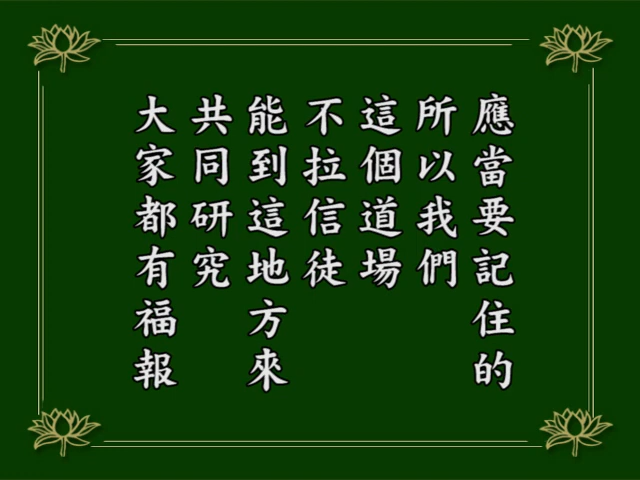 應當要記住的
所以我們
這個道場
不拉信徒
能到這地方來
共同研究
大家都有福報